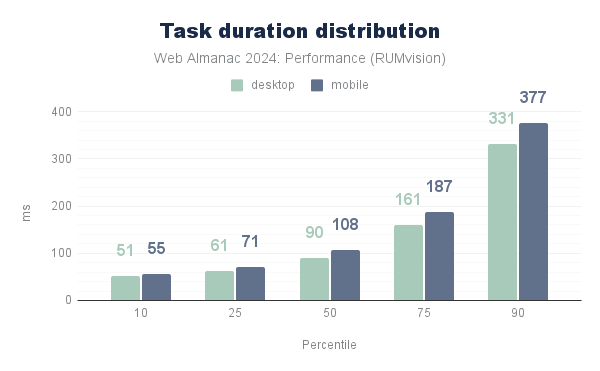 Task duration distribution
Web Almanac 2024: Performance (RUMvision)
desktop mobile
400
300
200
100
0
ms
51 55 61 71 90 108 161 187 331 377
10 25 50 75 90
Percentile